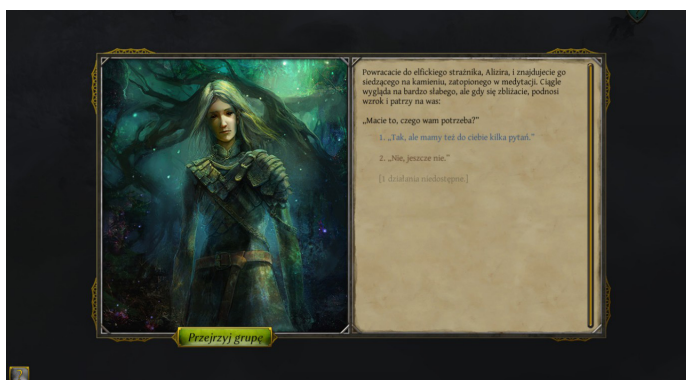 Powracacie do elfickiego strażnika, Alizira, i znajdujecie go
siedzącego na kamieniu, zatopionego w medytacji. Ciągle
wygląda na bardzo słabego, ale gdy się zbliżacie, podnosi
wzrok i patrzy na was:
„Macie to, czego wam potrzeba?”
1. „Tak, ale mamy też do ciebie kilka pytań.”
2. „Nie, jeszcze nie.”
[1 działania niedostępne.]
Przejrzyj grupę
2